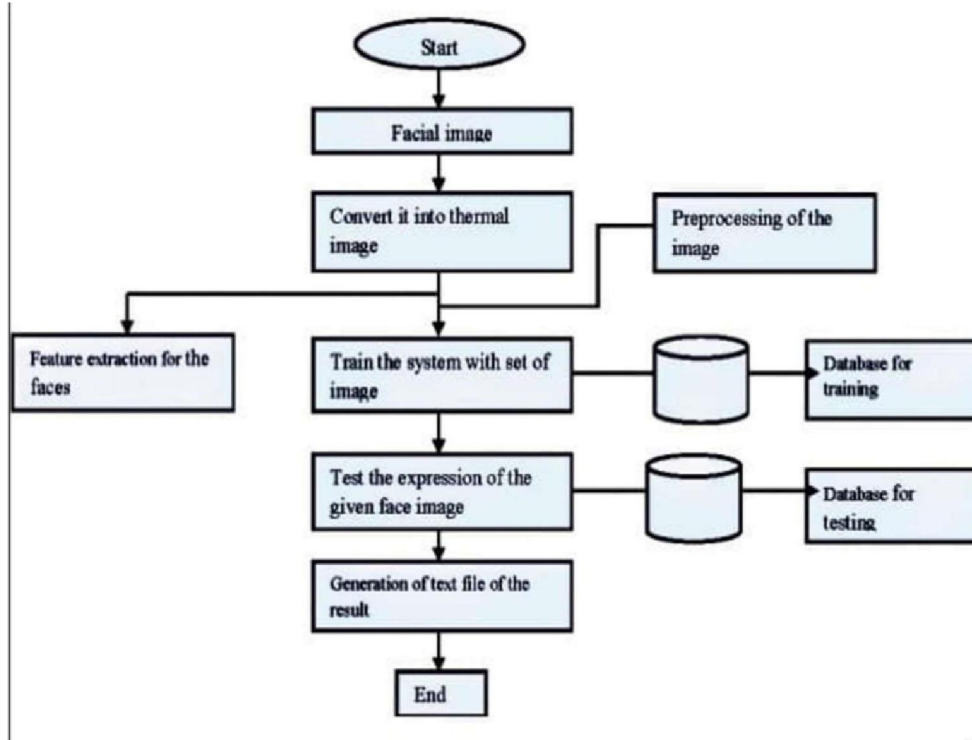 Start
Facial image
Convert it into thermal
image
Preprocessing of the
image
Feature extraction for the
faces
Train the system with set of
image
Database for
training
Test the expression of the
given face image
Database for
testing
Generation of text file of the
result
End